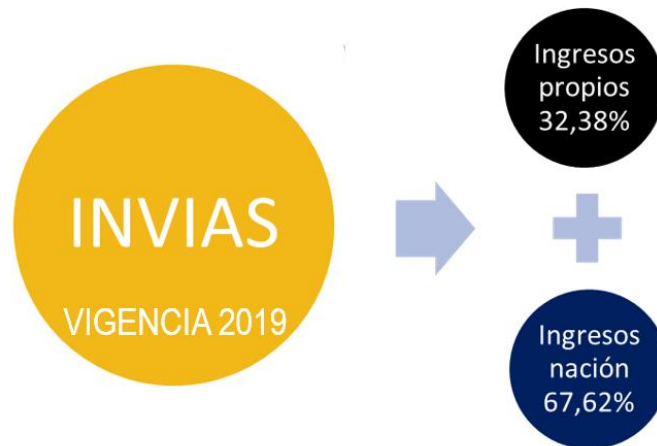 INVIAS
VIGENCIA 2019
Ingresos
propios
32,38%
Ingresos
nación
67,62%